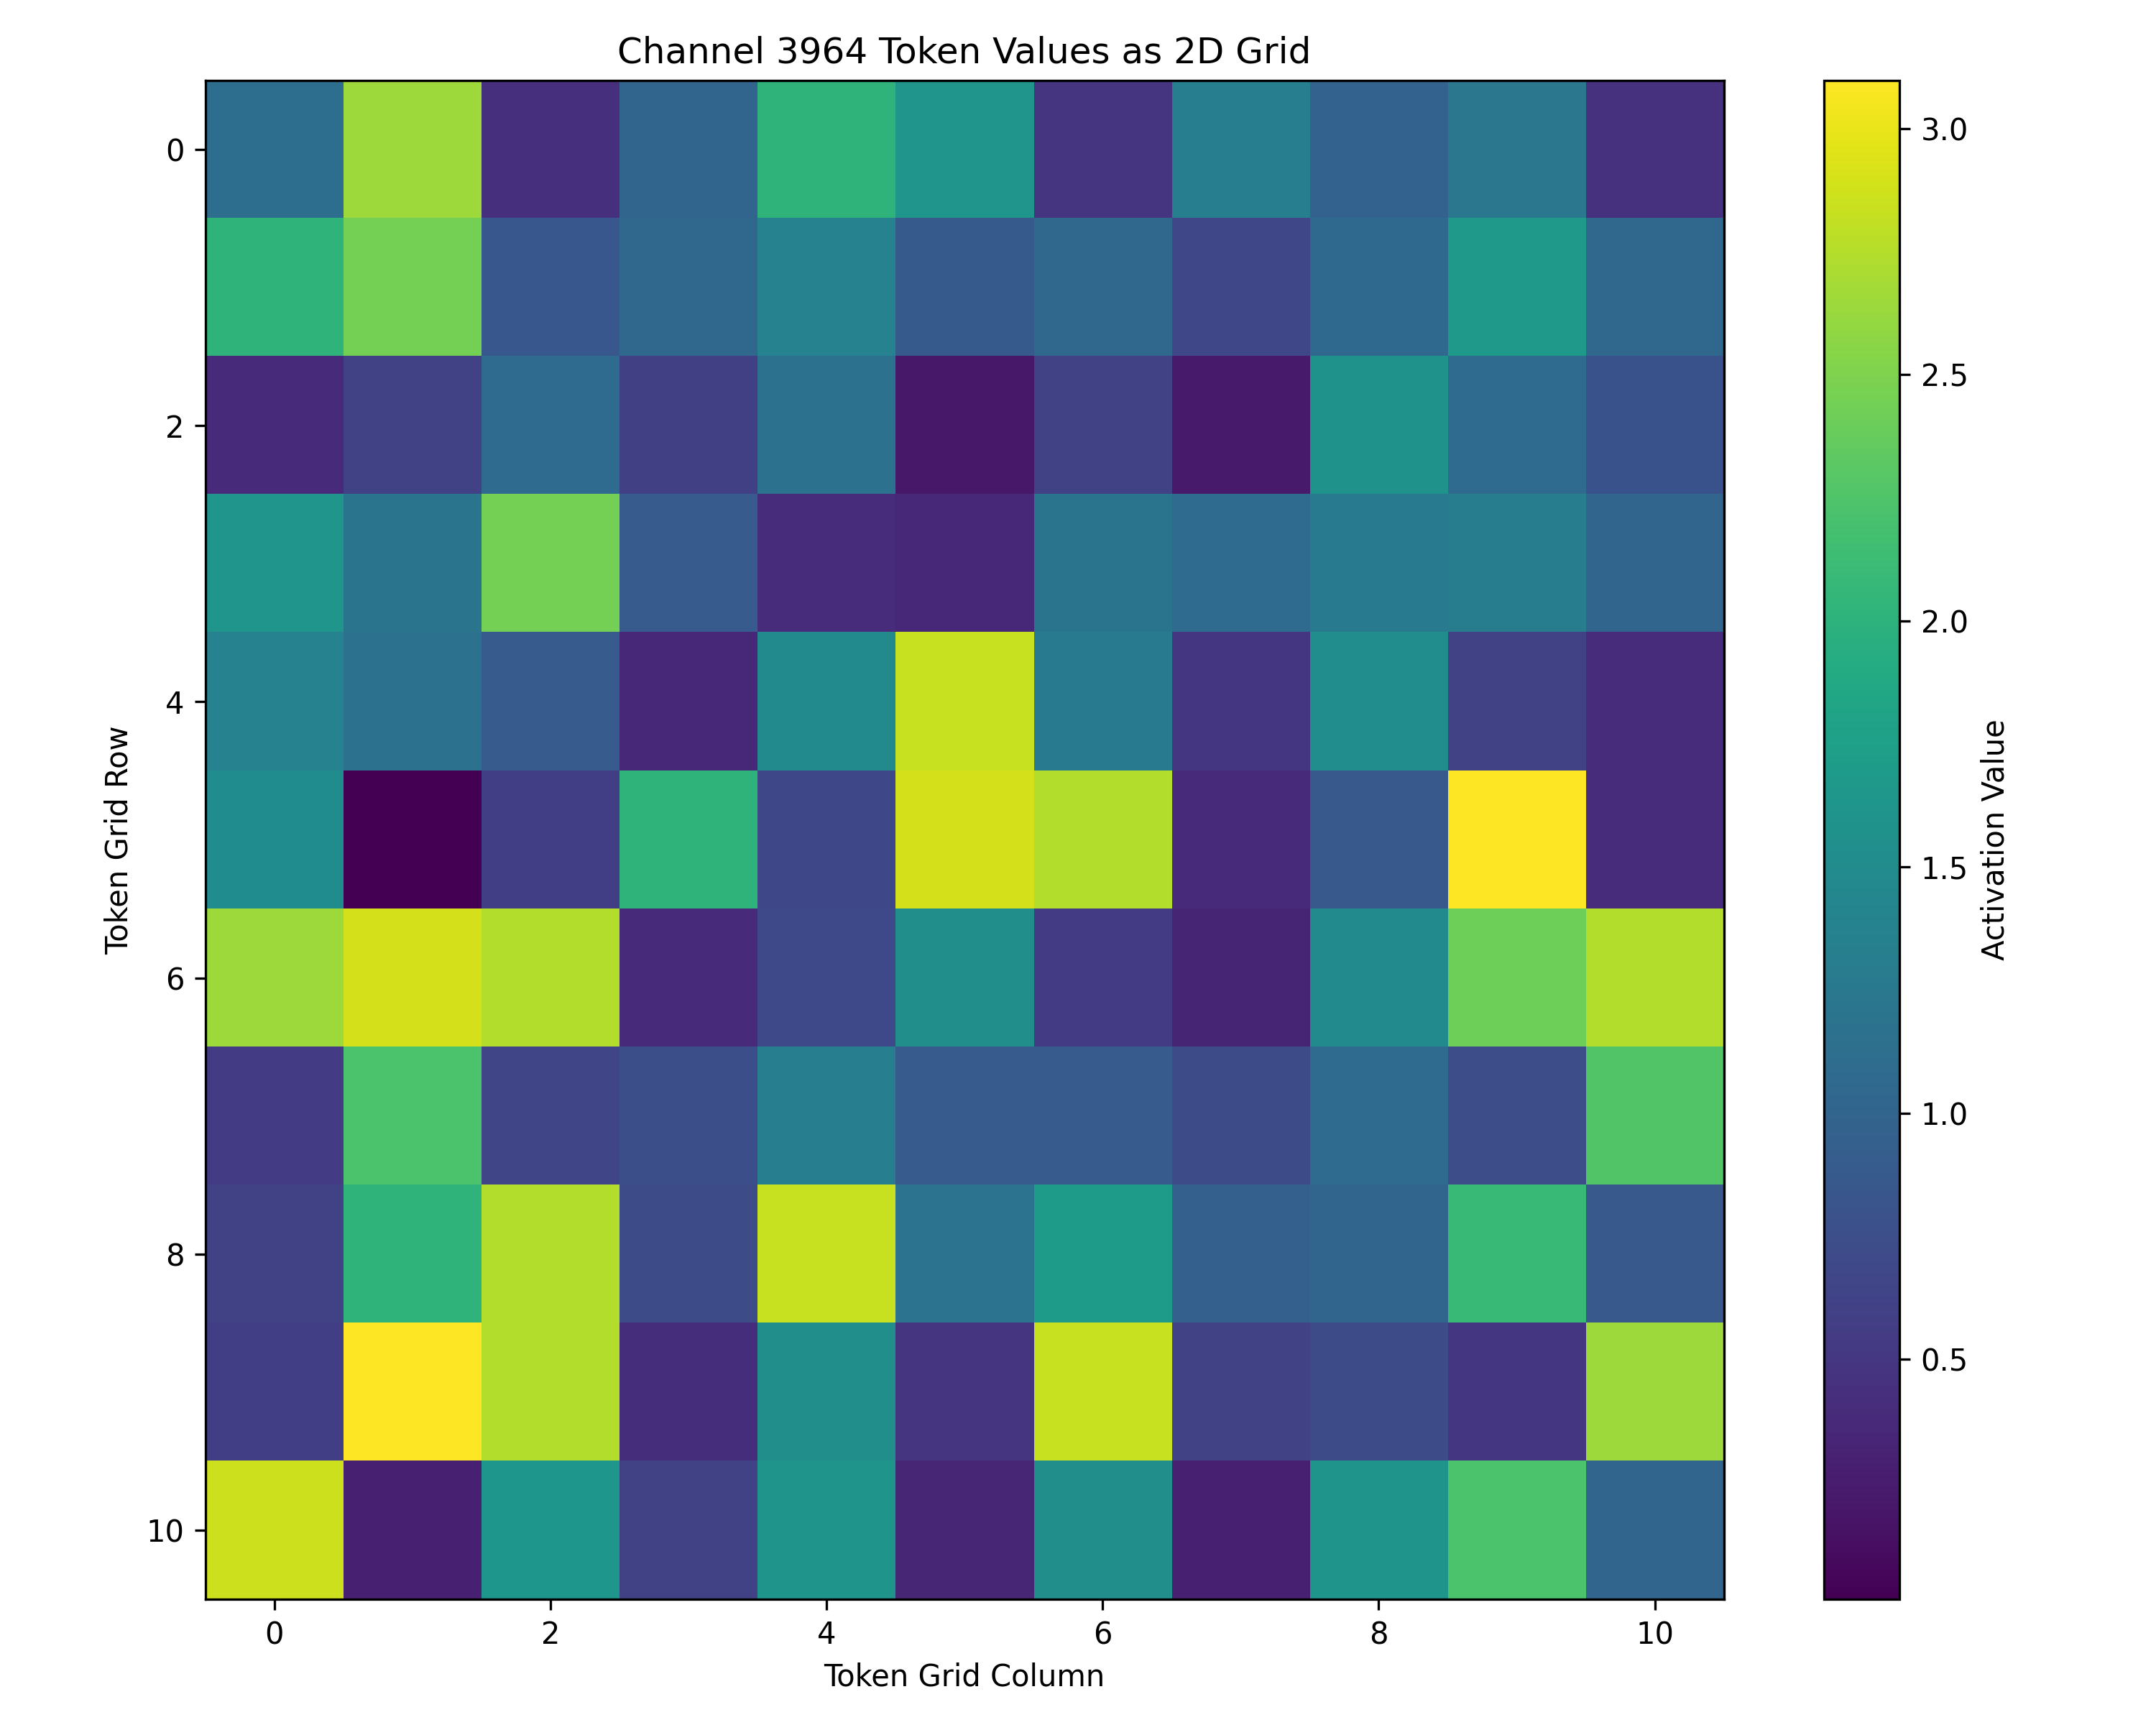 Channel 3964 Token Values as 2D Grid
0
2
4
6
8
10
Token Grid Row
0 2 4 6 8 10
Token Grid Column
3.0
2.5
2.0
1.5
1.0
0.5
Activation Value